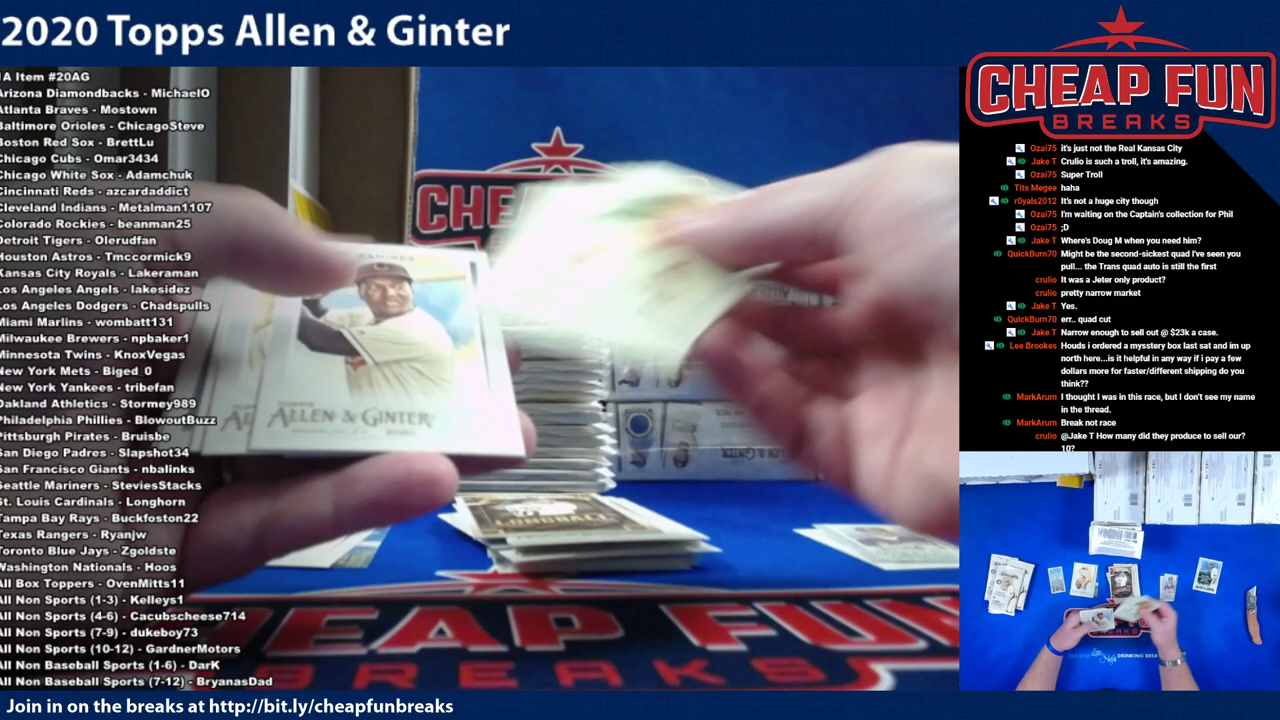 2020 Topps Allen & Ginter
1A Item #20AG
Arizona Diamondbacks - MichaelO
Atlanta Braves - Mostown
Baltimore Orioles - ChicagoSteve
Boston Red Sox - BrettLu
Chicago Cubs - Omar3434
Chicago White Sox - Adamchuk
Cincinnati Reds - azcardaddict
Cleveland Indians - Metalman1107
Colorado Rockies - beanman25
Detroit Tigers - Olerudfan
Houston Astros - Tmccormick9
Kansas City Royals - Lakeraman
Los Angeles Angels - lakesidez
Los Angeles Dodgers - Chadspulls
Miami Marlins - wombatt131
Milwaukee Brewers - npbaker1
Minnesota Twins - KnoxVegas
New York Mets - Biged_0
New York Yankees - tribefan
Oakland Athletics - Stormey989
Philadelphia Phillies - BlowoutBuzz
Pittsburgh Pirates - Bruisbe
San Diego Padres - Slapshot34
San Francisco Giants - nbalinks
Seattle Mariners - SteviesStacks
St. Louis Cardinals - Longhorn
Tampa Bay Rays - Buckfoston22
Texas Rangers - Ryanjw
Toronto Blue Jays - Zgoldste
Washington Nationals - Hoos
All Box Toppers - OvenMitts11
All Non Sports (1-3) - Kelleys1
All Non Sports (4-6) - Cacubscheese714
All Non Sports (7-9) - dukeboy73
All Non Sports (10-12) - GardnerMotors
All Non Baseball Sports (1-6) - DarK
All Non Baseball Sports (7-12) - BryanasDad
CHE
ALLEN & GINTER
CHEAP FUN
BREAKS
CHEAP FUN
BREAKS
Ozai75 it's just not the Real Kansas City
Jake T Crulio is such a troll, it's amazing.
Ozai75 Super Troll
Tits Megee haha
r0yals2012 It's not a huge city though
Ozai75 I'm waiting on the Captain's collection for Phil
Ozai75 ;D
Jake T Where's Doug M when you need him?
QuickBurn70 Might be the second-sickest quad I've seen you
pull... the Trans quad auto is still the first
crulio It was a Jeter only product?
crulio pretty narrow market
Jake T Yes.
QuickBurn70 err.. quad cut
Jake T Narrow enough to sell out @ $23k a case.
Lee Brookes Houds i ordered a mysstery box last sat and im up
north here...is it helpful in any way if i pay a few
dollars more for faster/different shipping do you
think??
MarkArum I thought I was in this race, but I don't see my name
in the thread.
MarkArum Break not race
crulio @Jake T How many did they produce to sell our?
10?
Join in on the breaks at http://bit.ly/cheapfunbreaks